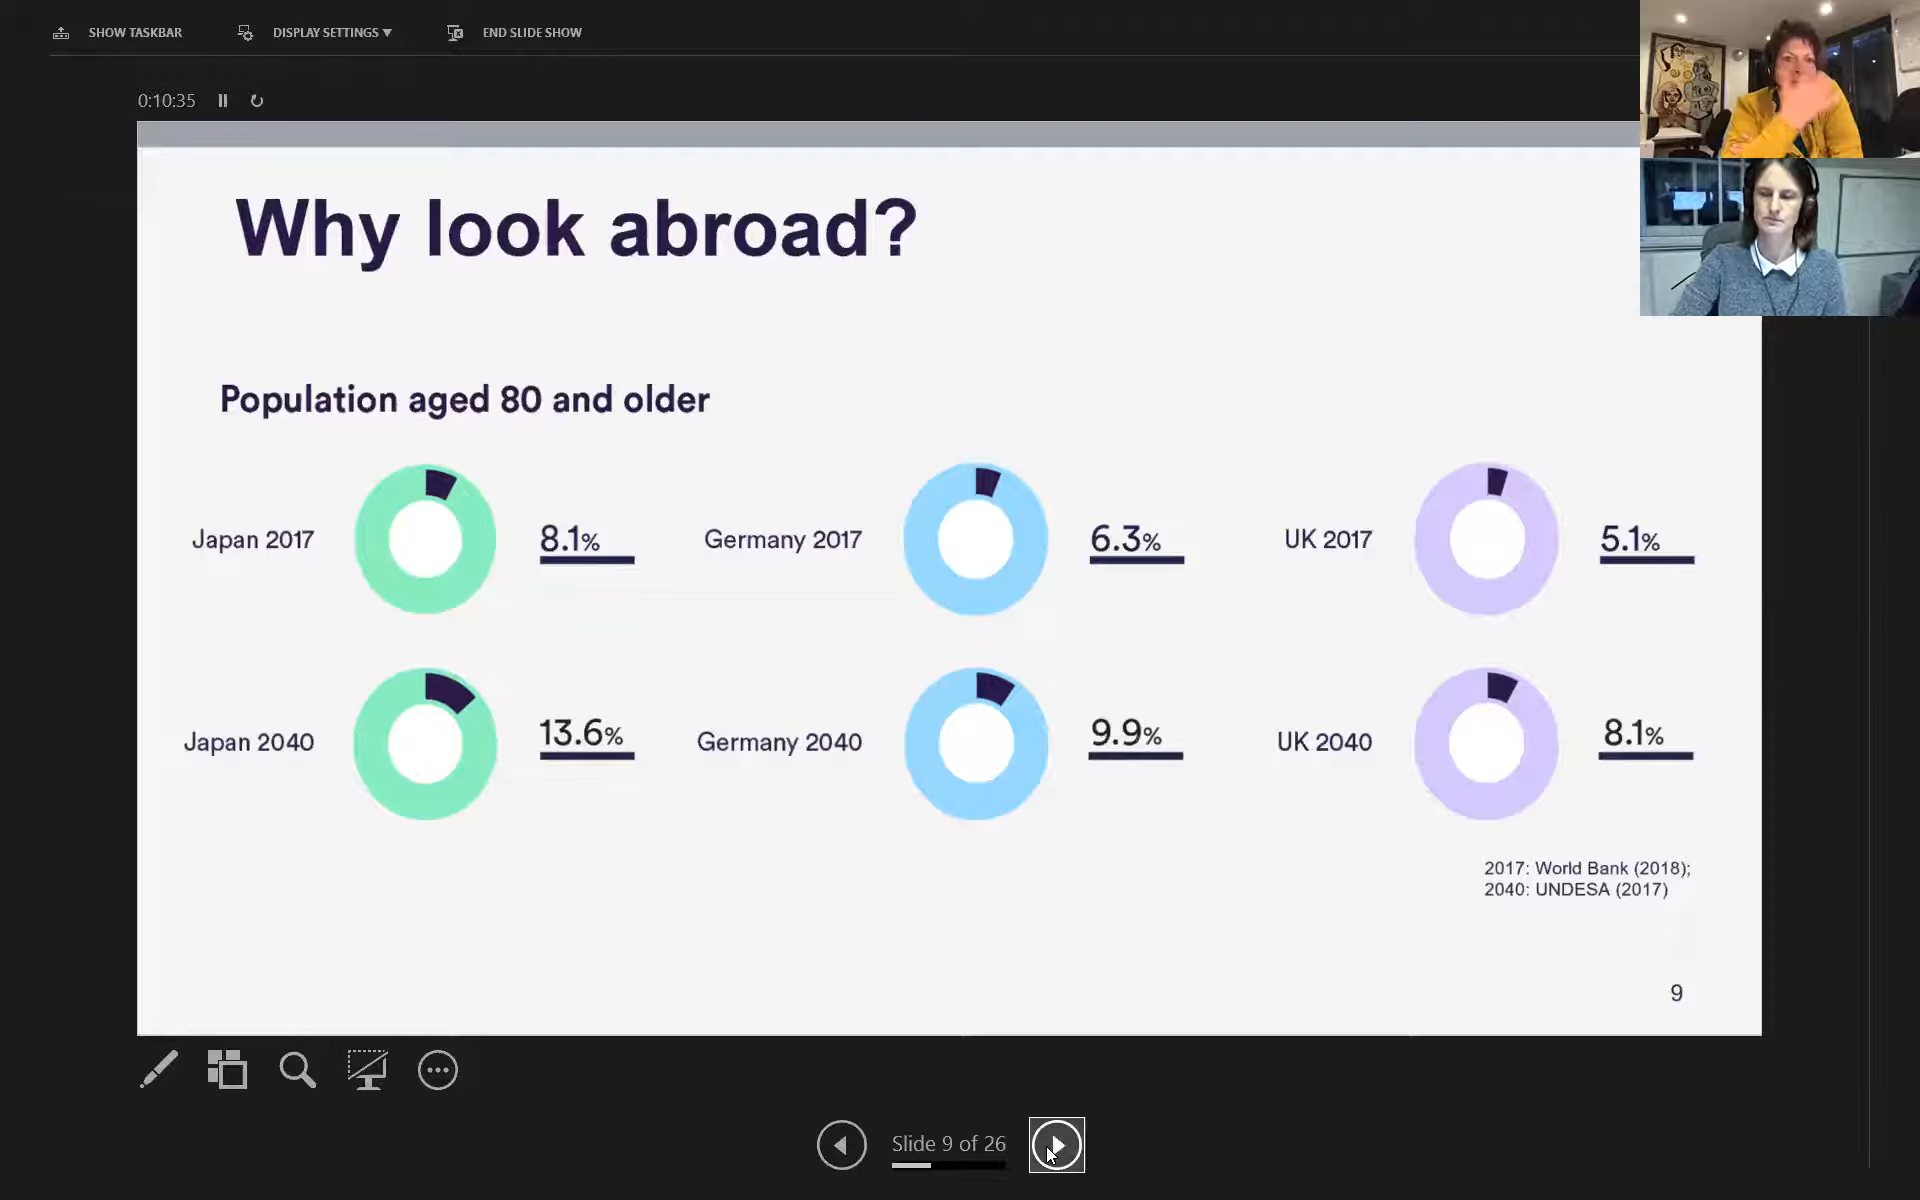 SHOW TASKBAR
DISPLAY SETTINGS ▼
END SLIDE SHOW
0:10:35
Why look abroad?
Population aged 80 and older
Japan 2017
8.1%
Germany 2017
6.3%
UK 2017
5.1%
Japan 2040
13.6%
Germany 2040
9.9%
UK 2040
8.1%
2017: World Bank (2018);
2040: UNDESA (2017)
9
Slide 9 of 26